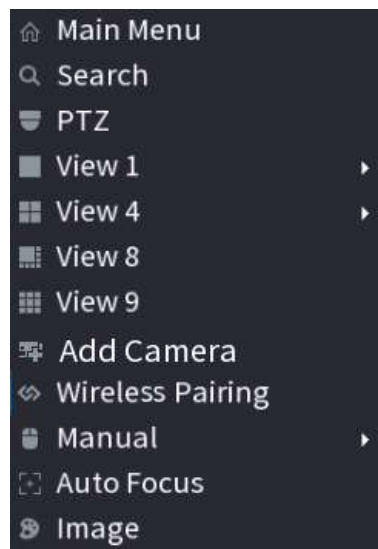 Main Menu
Search
PTZ
View 1
View 4
View 8
View 9
Add Camera
Wireless Pairing
Manual
Auto Focus
Image